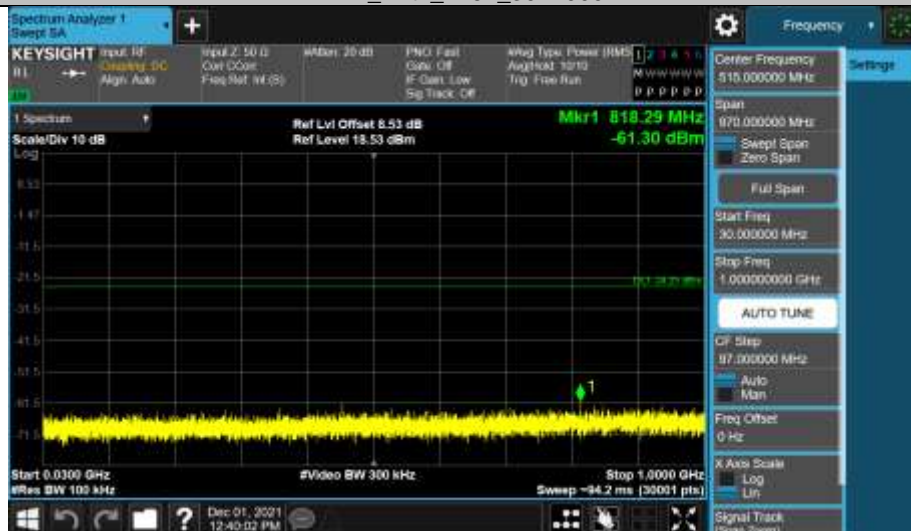 Spectrum Analyzer 1
Swept SA
Frequency
KEYSIGHT
Input: RF
Coupling: DC
Align: Auto
Input Z: 50 Ω
Corr CCorr
Freq Ref: Int (S)
#Atten: 20 dB
PNO: Fast
Gate: Off
IF Gain: Low
Sig Track: Off
#Avg Type: Power (RMS
Avg|Hold: 10/10
Trig: Free Run
1 2 3 4 5 6
M W W W W W
P P P P P P
1 Spectrum
Scale/Div 10 dB
Log
Ref Lvl Offset 8.53 dB
Ref Level 18.53 dBm
Mkr1 818.29 MHz
-61.30 dBm
8.53
-1.47
-11.5
-21.5
-31.5
-41.5
-51.5
-61.5
-71.5
1
Start 0.0300 GHz
#Res BW 100 kHz
#Video BW 300 kHz
Stop 1.0000 GHz
Sweep ~94.2 ms (30001 pts)
Dec 01, 2021
12:40:02 PM
Center Frequency
515.000000 MHz
Settings
Span
970.000000 MHz
Swept Span
Zero Span
Full Span
Start Freq
30.000000 MHz
Stop Freq
1.000000000 GHz
AUTO TUNE
CF Step
97.000000 MHz
Auto
Man
Freq Offset
0 Hz
X Axis Scale
Log
Lin
Signal Track